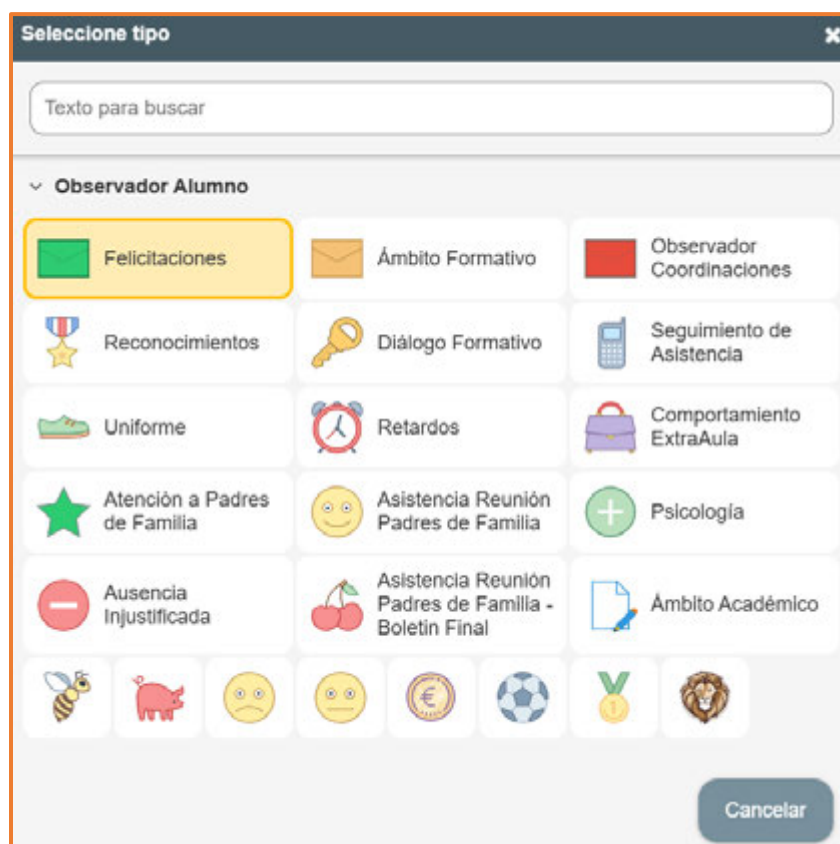 Seleccione tipo
Texto para buscar
Observador Alumno
Felicitaciones
Ámbito Formativo
Observador
Coordinaciones
Reconocimientos
Diálogo Formativo
Seguimiento de
Asistencia
Uniforme
Retardos
Comportamiento
ExtraAula
Atención a Padres
de Familia
Asistencia Reunión
Padres de Familia
Psicología
Ausencia
Injustificada
Asistencia Reunión
Padres de Familia -
Boletin Final
Ámbito Académico
Cancelar